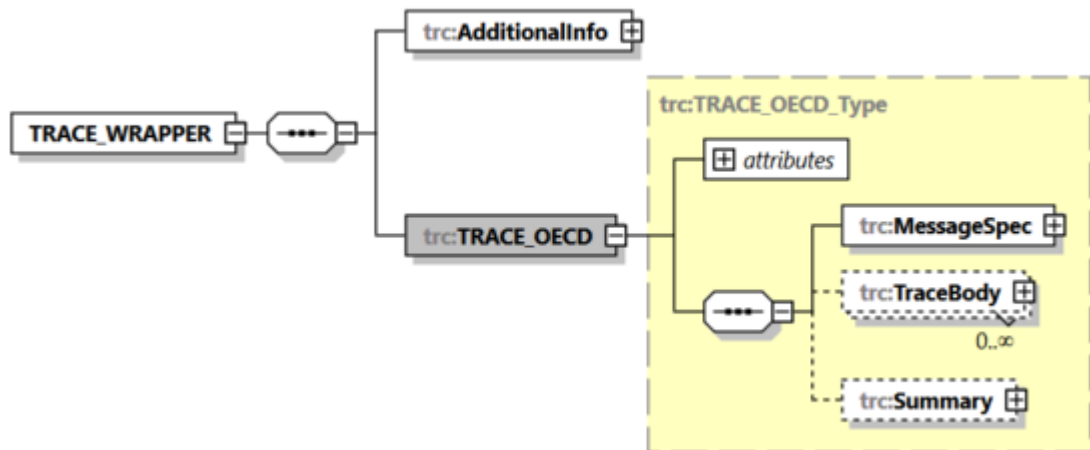 trc:AdditionalInfo
trc:TRACE_OECD_Type
TRACE_WRAPPER
attributes
trc:MessageSpec
trc:TRACE_OECD
trc:TraceBody
0..∞
trc:Summary